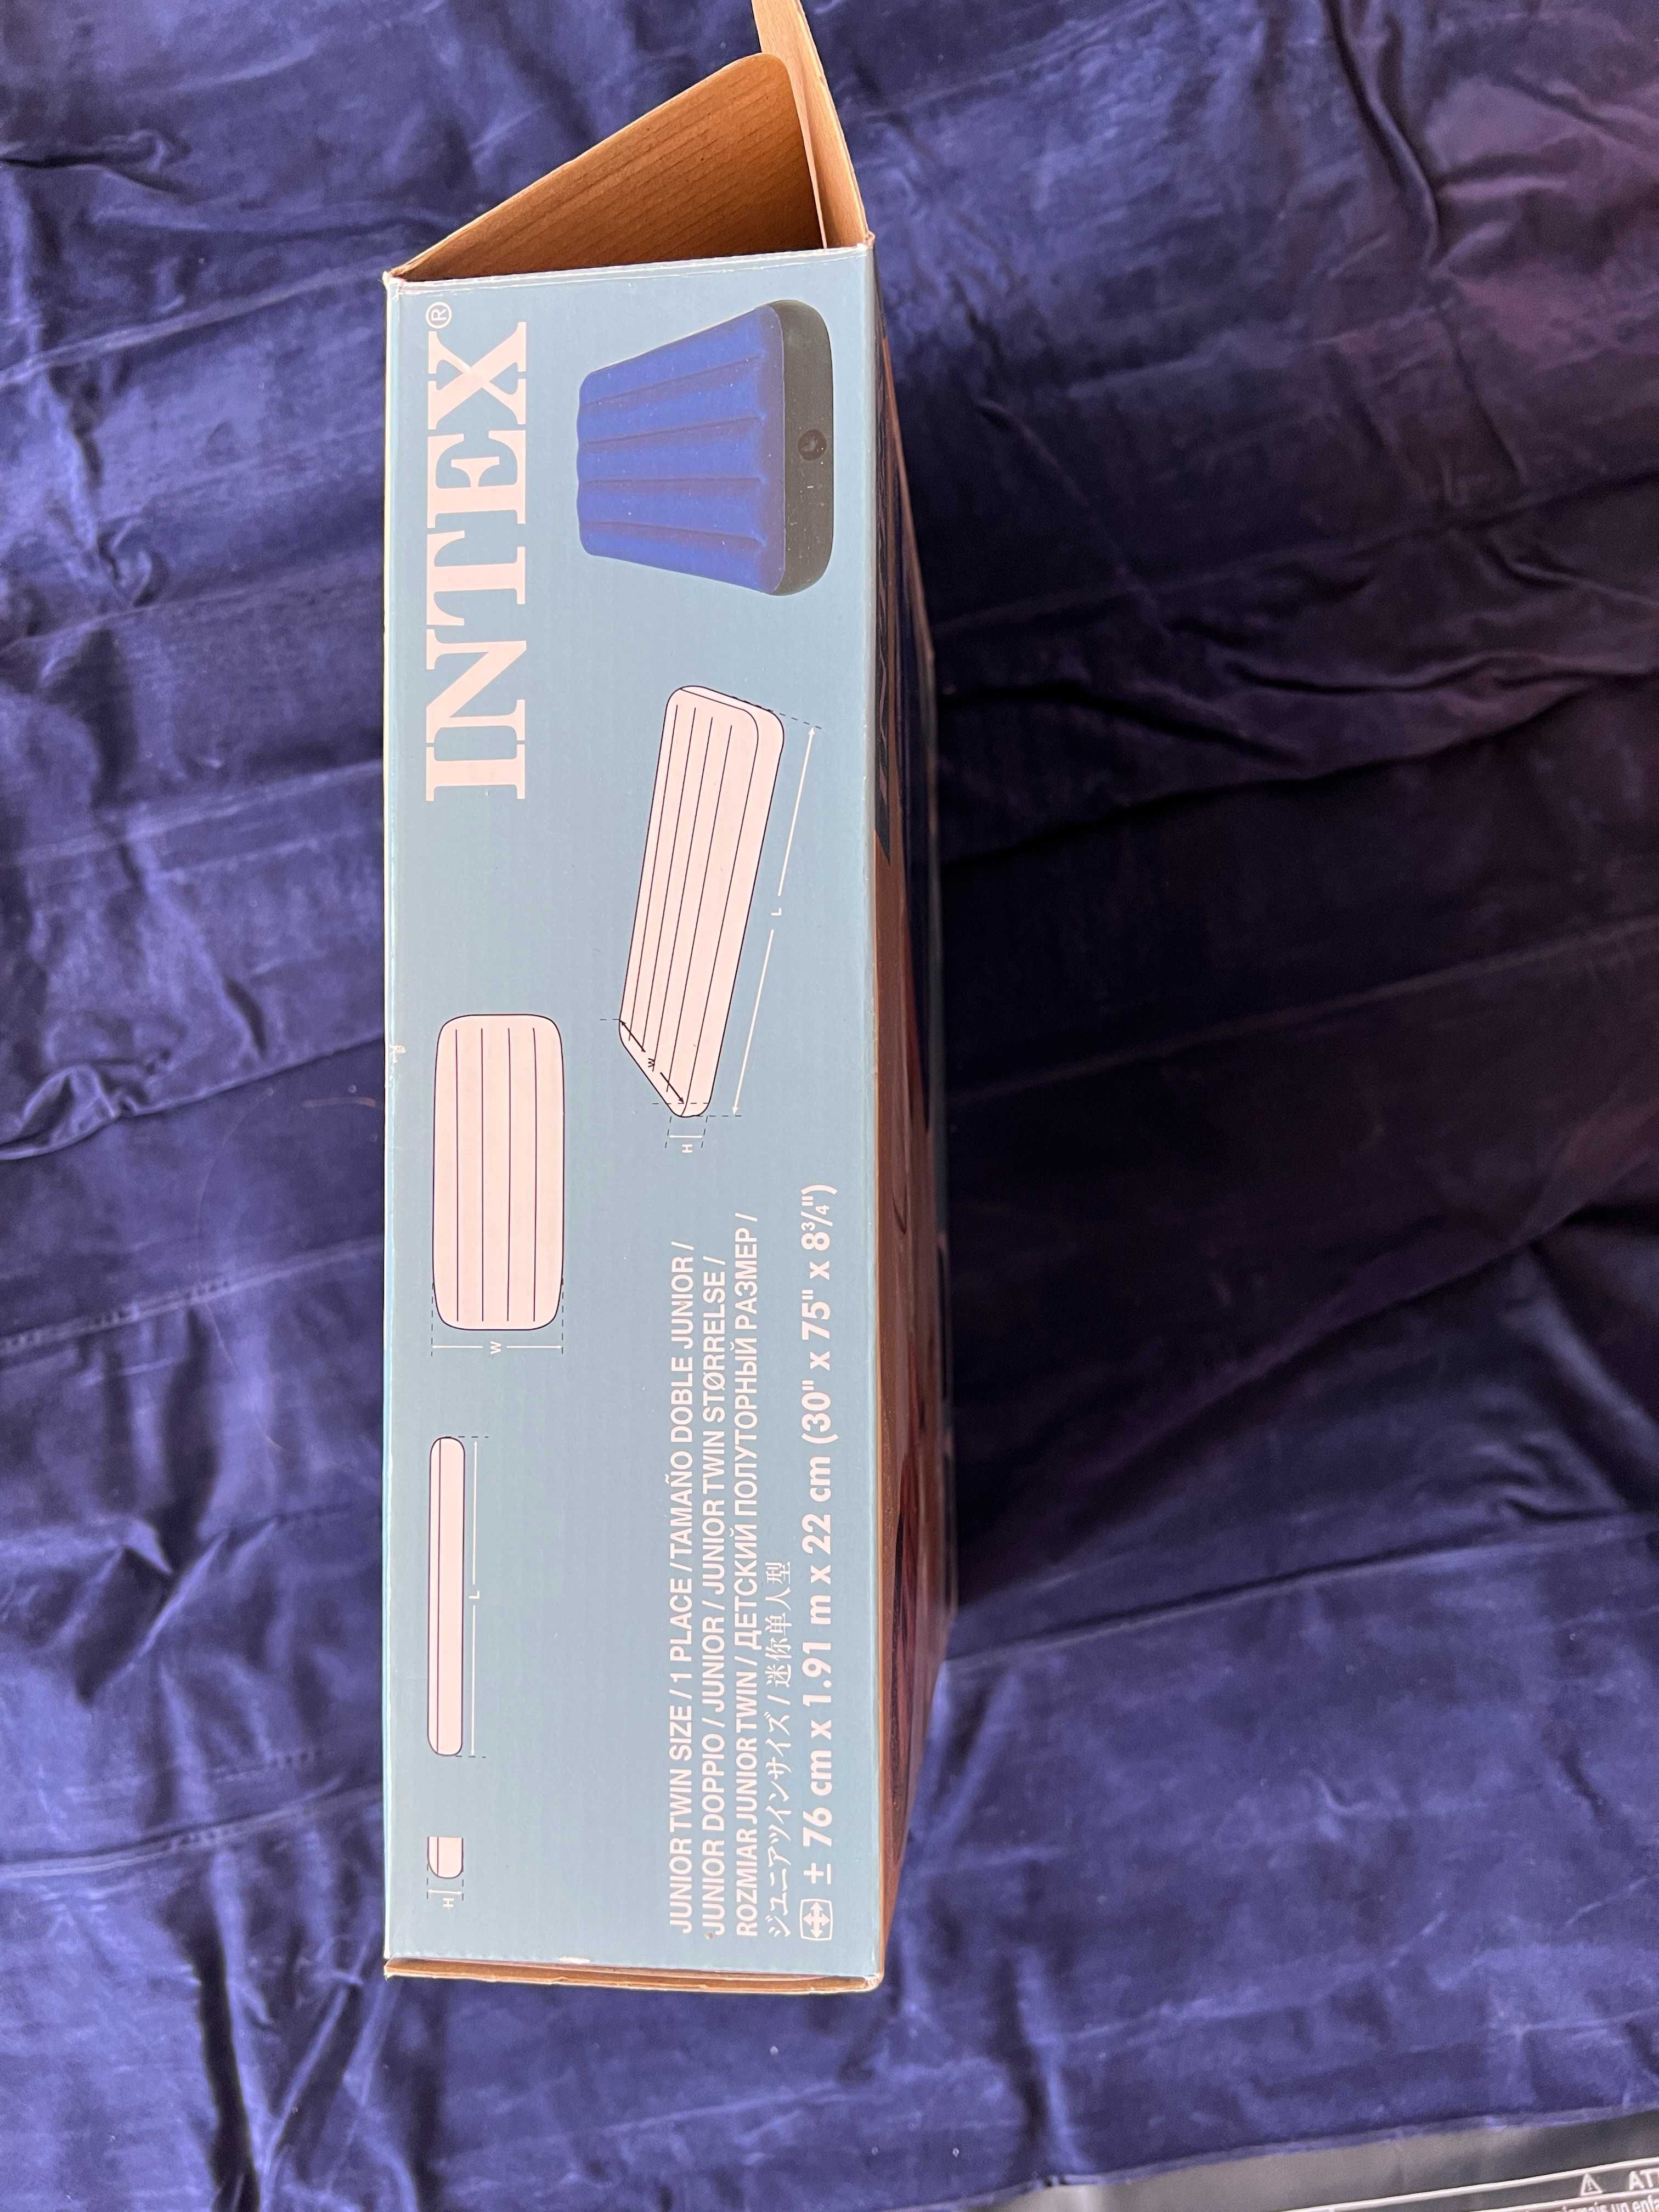 INTEX®
H
L
W
H
W
L
JUNIOR TWIN SIZE / 1 PLACE / TAMAÑO DOBLE JUNIOR /
JUNIOR DOPPIO / JUNIOR / JUNIOR TWIN STØRRELSE /
ROZMIAR JUNIOR TWIN / ДЕТСКИЙ ПОЛУТОРНЫЙ РАЗМЕР /
ジュニアツインサイズ / 迷你单人型
± 76 cm x 1.91 m x 22 cm (30" x 75" x 8¾")
un